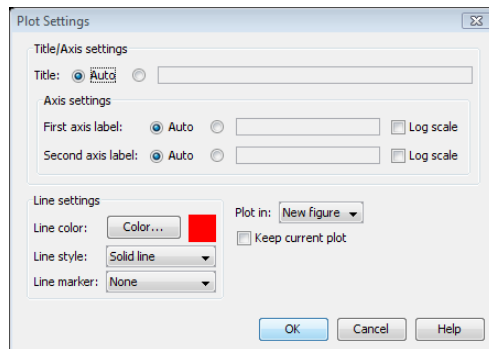 Plot Settings
Title/Axis settings
Title: Auto
Axis settings
First axis label: Auto Log scale
Second axis label: Auto Log scale
Line settings
Line color: Color...
Line style: Solid line
Line marker: None
Plot in: New figure
Keep current plot
OK Cancel Help